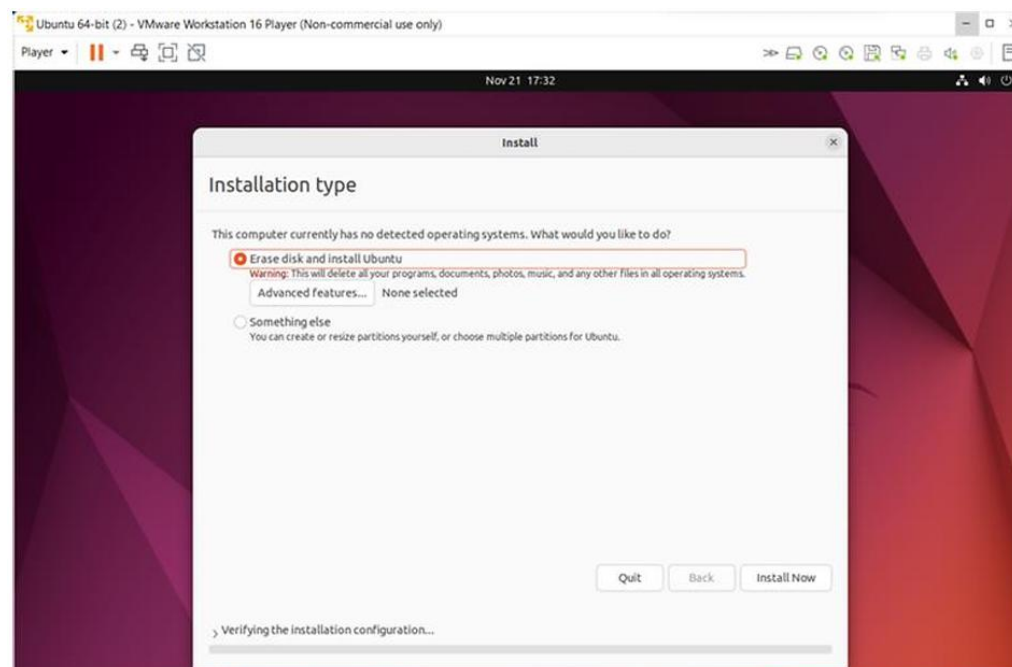 Ubuntu 64-bit (2) - VMware Workstation 16 Player (Non-commercial use only)
Player
Nov 21 17:32
Install
Installation type
This computer currently has no detected operating systems. What would you like to do?
Erase disk and install Ubuntu
Warning: This will delete all your programs, documents, photos, music, and any other files in all operating systems.
Advanced features... None selected
Something else
You can create or resize partitions yourself, or choose multiple partitions for Ubuntu.
Quit Back Install Now
Verifying the installation configuration...